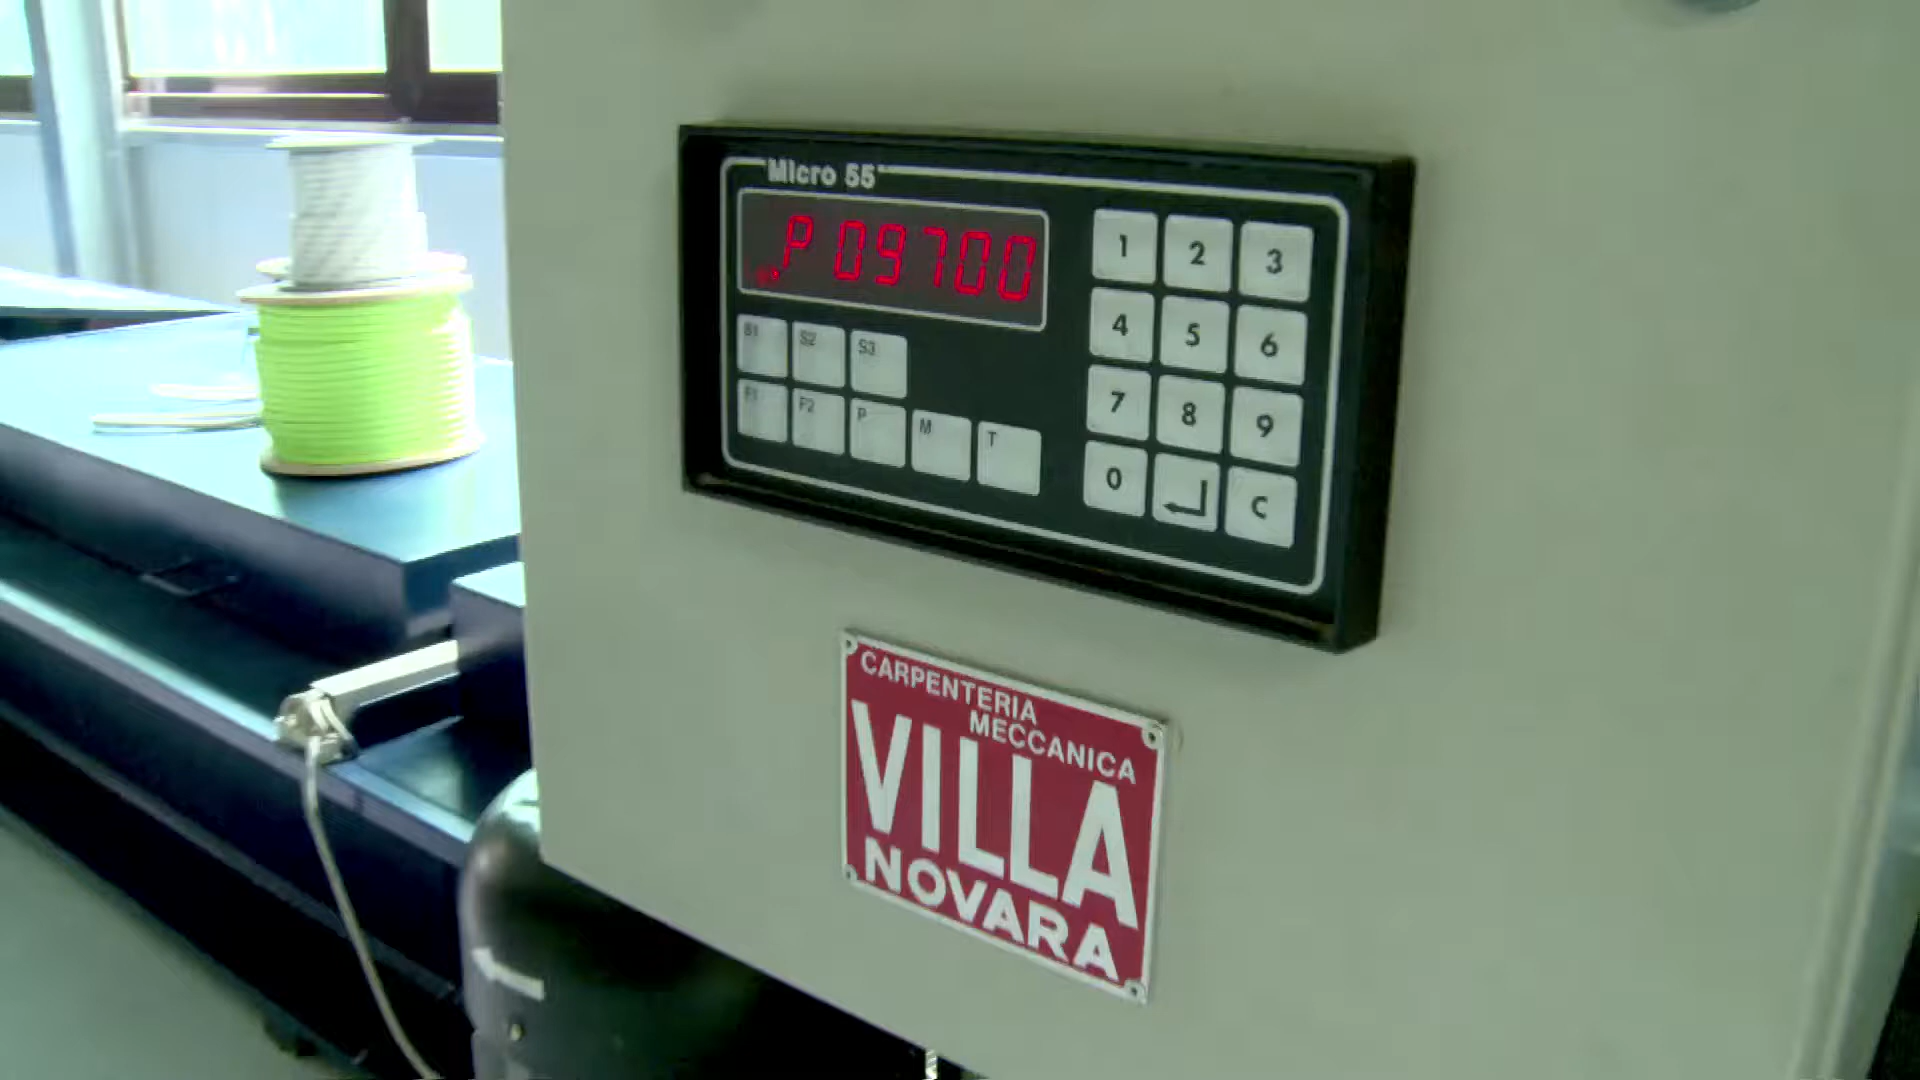 Micro 55
P 09700
1 2 3
S1 S2 S3
4 5 6
F1 F2 P M T
7 8 9
0 C
CARPENTERIA
MECCANICA
VILLA
NOVARA